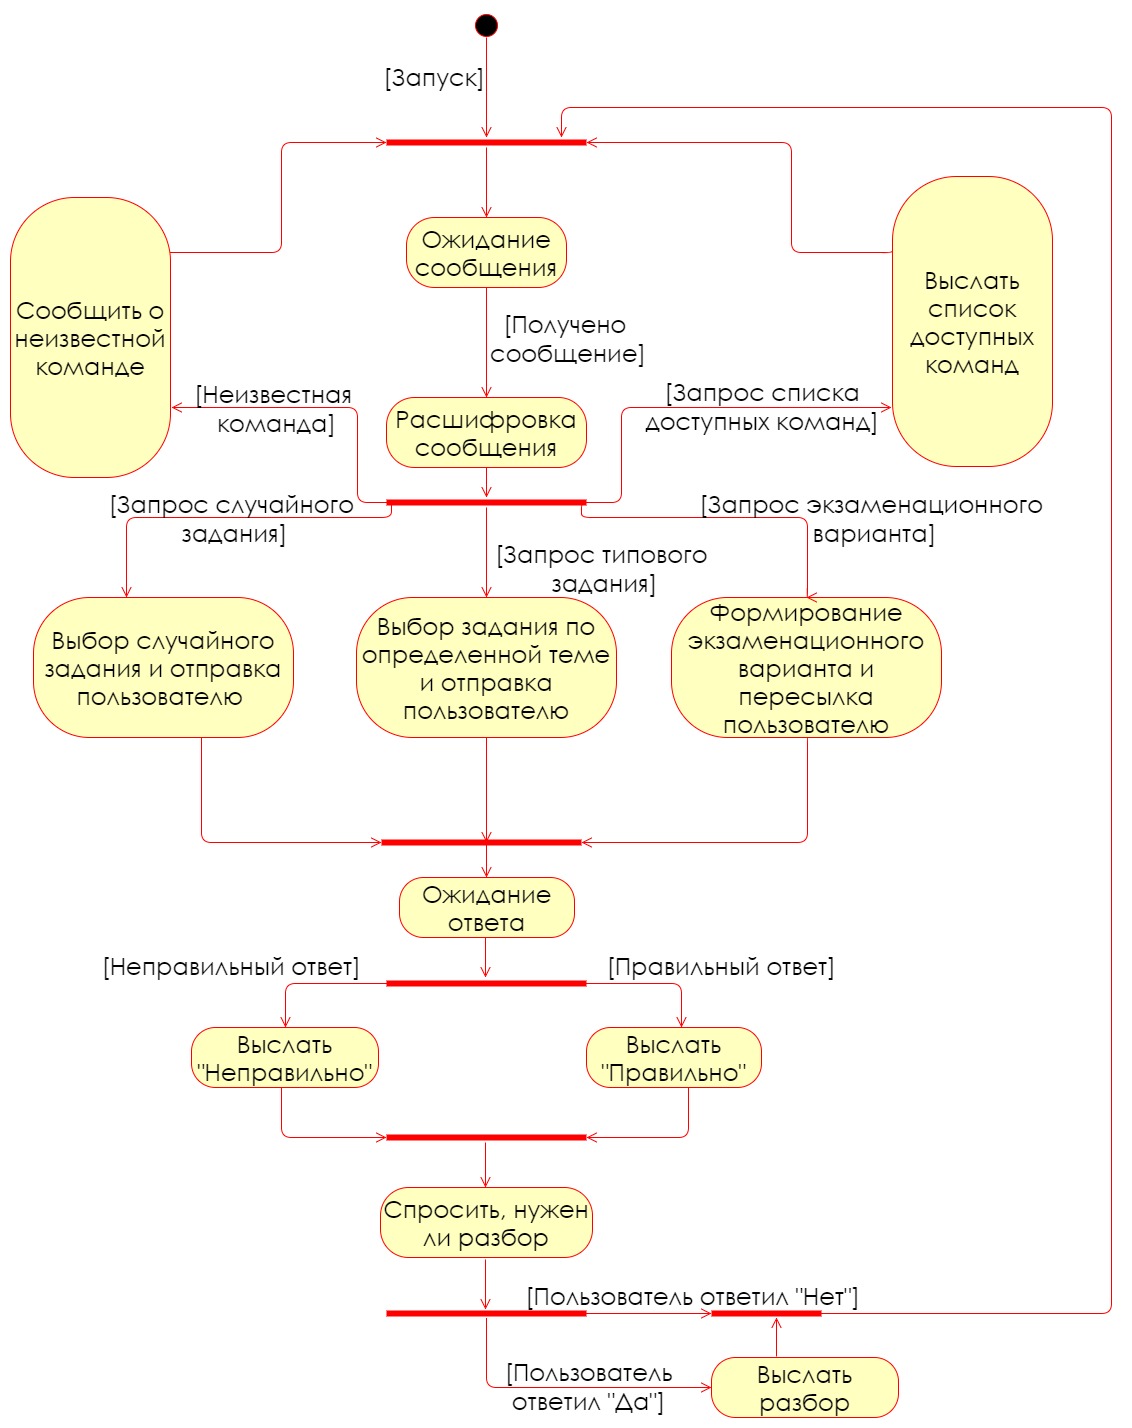 [Запуск]
Ожидание
сообщения
Сообщить о
неизвестной
команде
Выслать
список
доступных
команд
[Получено
сообщение]
[Неизвестная
команда]
Расшифровка
сообщения
[Запрос списка
доступных команд]
[Запрос случайного
задания]
[Запрос типового
задания]
[Запрос экзаменационного
варианта]
Выбор случайного
задания и отправка
пользователю
Выбор задания по
определенной теме
и отправка
пользователю
Формирование
экзаменационного
варианта и
пересылка
пользователю
Ожидание
ответа
[Неправильный ответ]
[Правильный ответ]
Выслать
"Неправильно"
Выслать
"Правильно"
Спросить, нужен
ли разбор
[Пользователь ответил "Нет"]
[Пользователь
ответил "Да"]
Выслать
разбор